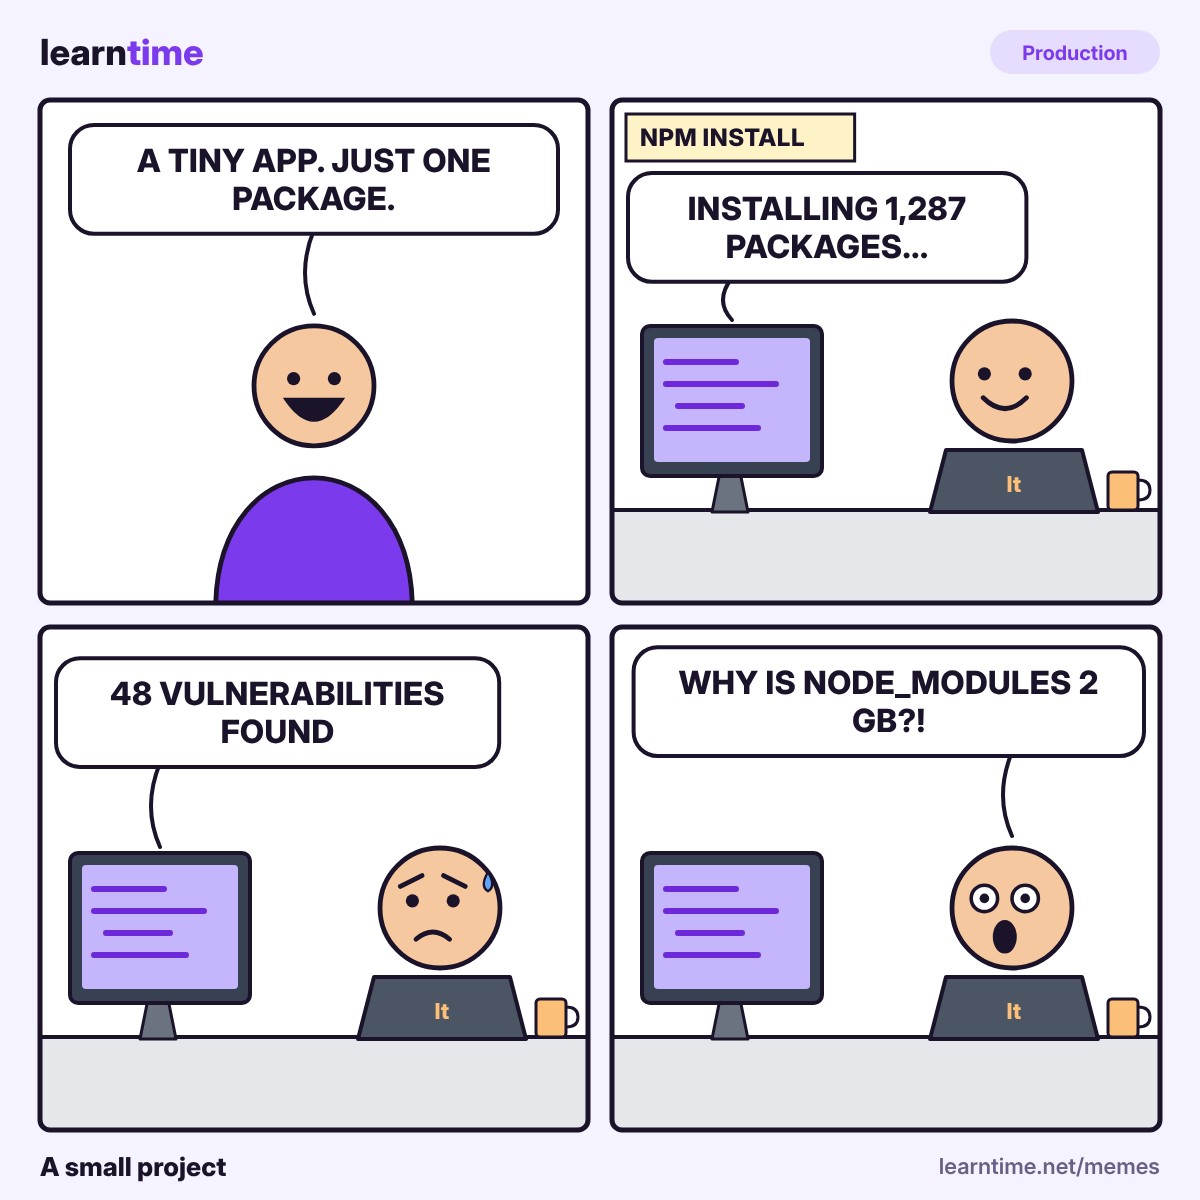 learntime
Production
A TINY APP. JUST ONE
PACKAGE.
NPM INSTALL
INSTALLING 1,287
PACKAGES...
lt
48 VULNERABILITIES
FOUND
lt
WHY IS NODE_MODULES 2
GB?!
lt
A small project
learntime.net/memes